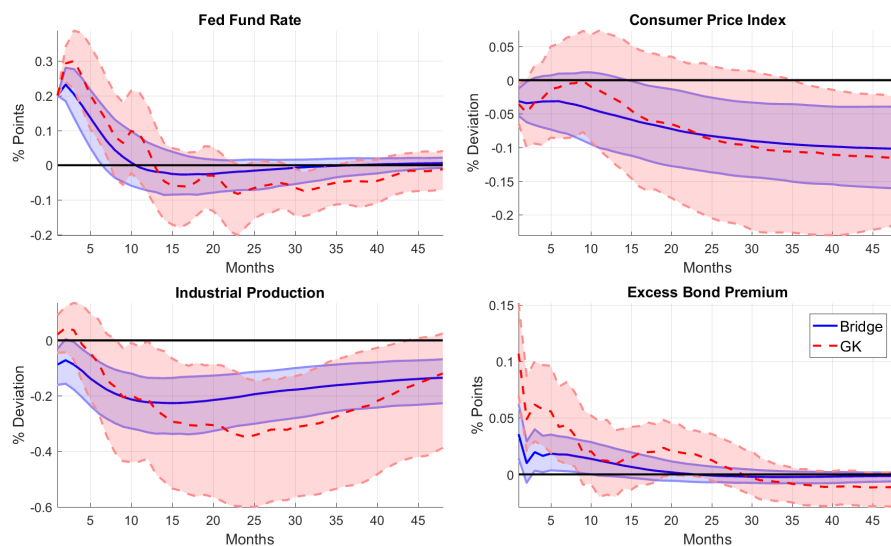 Fed Fund Rate
% Points
0.3
0.2
0.1
0
-0.1
-0.2
5 10 15 20 25 30 35 40 45
Months
Consumer Price Index
% Deviation
0.05
0
-0.05
-0.1
-0.15
-0.2
5 10 15 20 25 30 35 40 45
Months
Industrial Production
% Deviation
0
-0.2
-0.4
-0.6
5 10 15 20 25 30 35 40 45
Months
Excess Bond Premium
% Points
0.15
0.1
0.05
0
5 10 15 20 25 30 35 40 45
Months
Bridge
GK